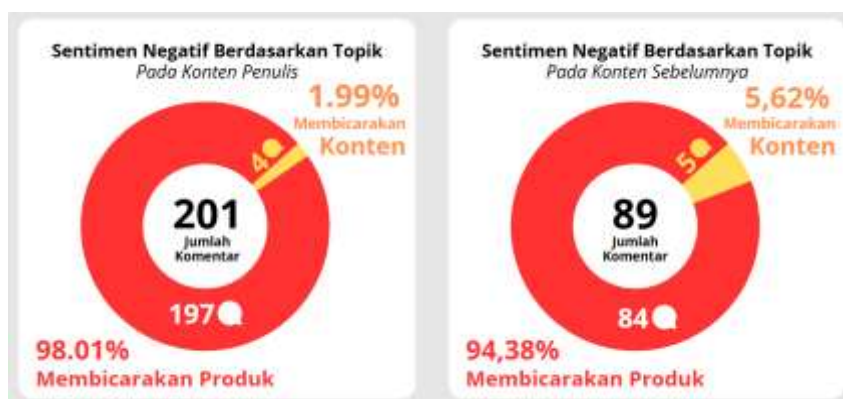 Sentimen Negatif Berdasarkan Topik
Pada Konten Penulis
1.99%
Membicarakan
Konten
4
201
Jumlah
Komentar
197
98.01%
Membicarakan Produk
Sentimen Negatif Berdasarkan Topik
Pada Konten Sebelumnya
5,62%
Membicarakan
Konten
5
89
Jumlah
Komentar
84
94,38%
Membicarakan Produk